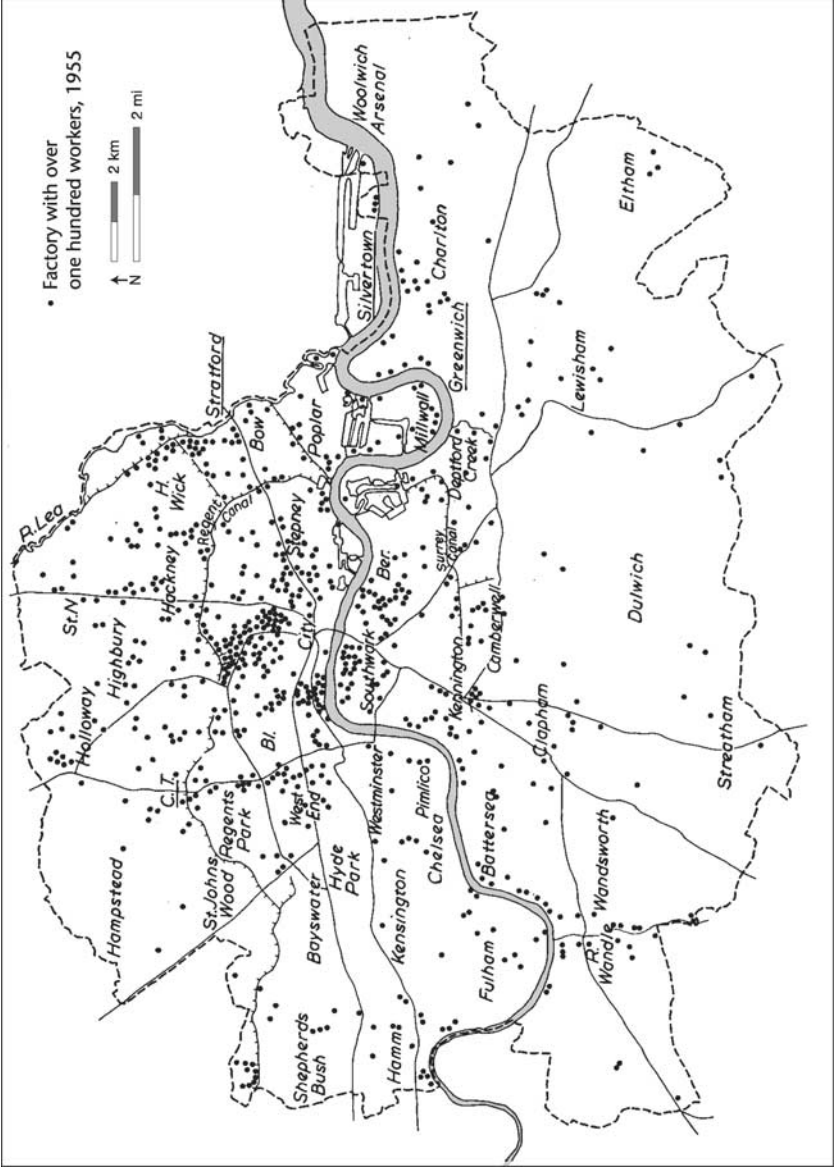 • Factory with over
one hundred workers, 1955
2 km
N
2 mi
R. Lea
St.N
Holloway
Highbury
Hackney
H.
Wick
Stratford
Hampstead
C.T.
Regent
Canal
Bow
St. Johns
Wood
Regents
Park
Bl.
Stepney
Poplar
Shepherds
Bush
Bayswater
West
End
City
Hyde
Park
Silvertown
Woolwich
Arsenal
Hamm.
Kensington
Westminster
Southwark
Ber.
Millwall
Chelsea
Pimlico
Surrey
Canal
Deptford
Creek
Greenwich
Charlton
Fulham
Battersea
Kennington
Camberwell
Clapham
Lewisham
Eltham
R.
Wandle
Wandsworth
Dulwich
Streatham